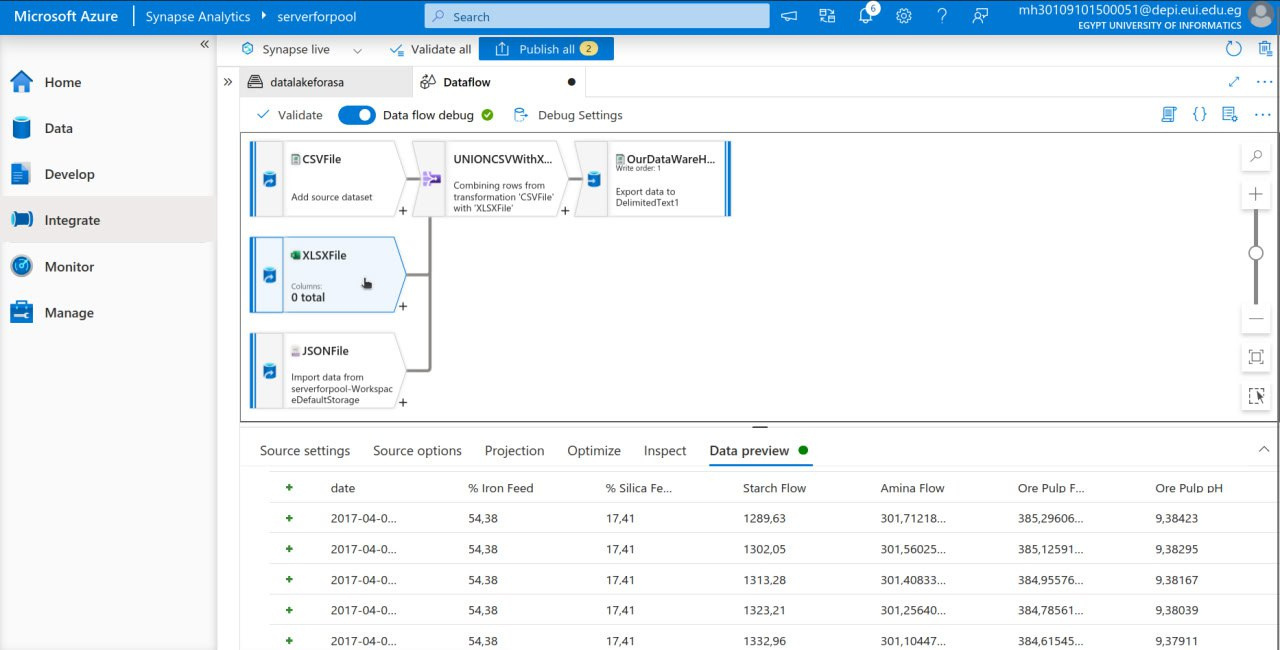 Microsoft Azure
Synapse Analytics
serverforpool
Search
6
mh30109101500051@depi.eui.edu.eg
EGYPT UNIVERSITY OF INFORMATICS
Synapse live
Validate all
Publish all 2
Home
Data
Develop
Integrate
Monitor
Manage
datalakeforasa
Dataflow
Validate
Data flow debug
Debug Settings
CSVFile
Add source dataset
+
UNIONCSVWithX...
Combining rows from
transformation 'CSVFile'
with 'XLSXFile'
+
OurDataWareH...
Write order: 1
Export data to
DelimitedText1
XLSXFile
Columns:
0 total
+
JSONFile
Import data from
serverforpool-Workspac
eDefaultStorage
+
Source settings Source options Projection Optimize Inspect Data preview
+ date % Iron Feed % Silica Fe... Starch Flow Amina Flow Ore Pulp F... Ore Pulp pH
+ 2017-04-0... 54,38 17,41 1289,63 301,71218... 385,29606... 9,38423
+ 2017-04-0... 54,38 17,41 1302,05 301,56025... 385,12591... 9,38295
+ 2017-04-0... 54,38 17,41 1313,28 301,40833... 384,95576... 9,38167
+ 2017-04-0... 54,38 17,41 1323,21 301,25640... 384,78561... 9,38039
+ 2017-04-0... 54,38 17,41 1332,96 301,10447... 384,61545... 9,37911